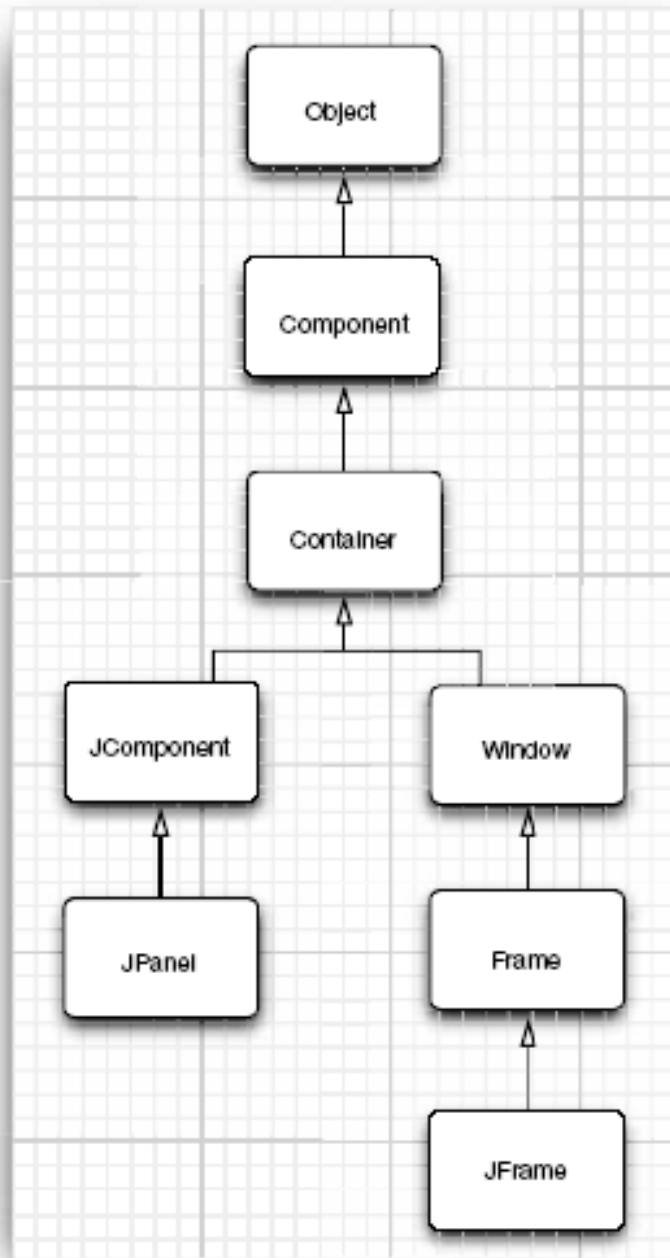 Object
Component
Container
JComponent
Window
JPanel
Frame
JFrame